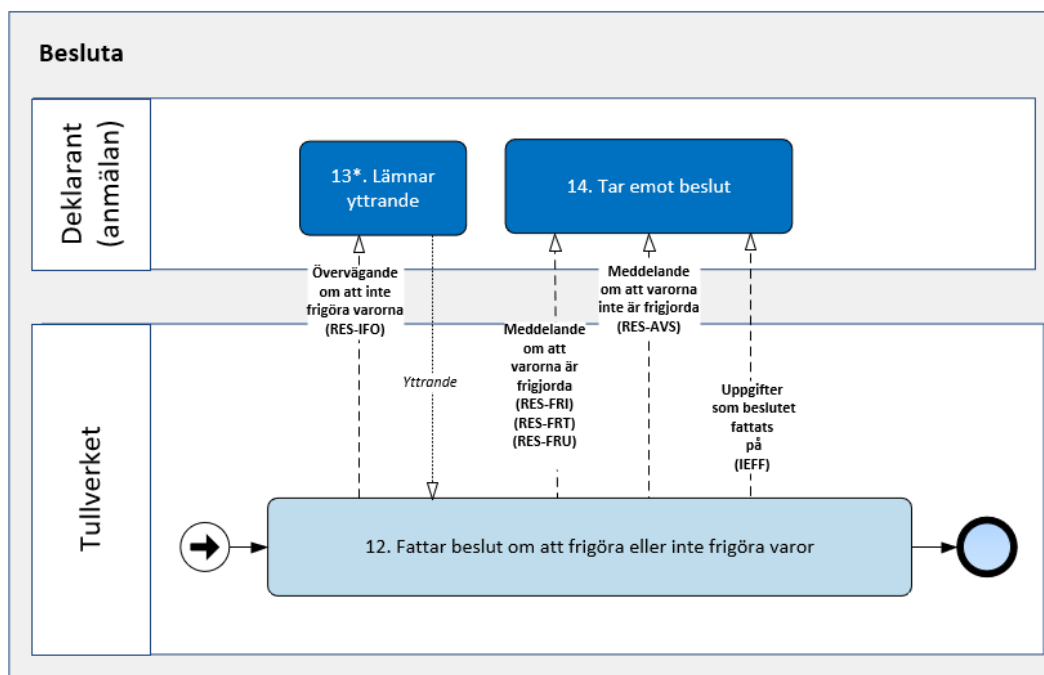 Besluta
Deklarant
(anmälan)
13*. Lämnar
yttrande
14. Tar emot beslut
Övervägande
om att inte
frigöra varorna
(RES-IFO)
Meddelande
om att varorna
inte är frigjorda
(RES-AVS)
Tullverket
Yttrande
Meddelande
om att
varorna är
frigjorda
(RES-FRI)
(RES-FRT)
(RES-FRU)
Uppgifter
som beslutet
fattats
på
(IEFF)
12. Fattar beslut om att frigöra eller inte frigöra varor